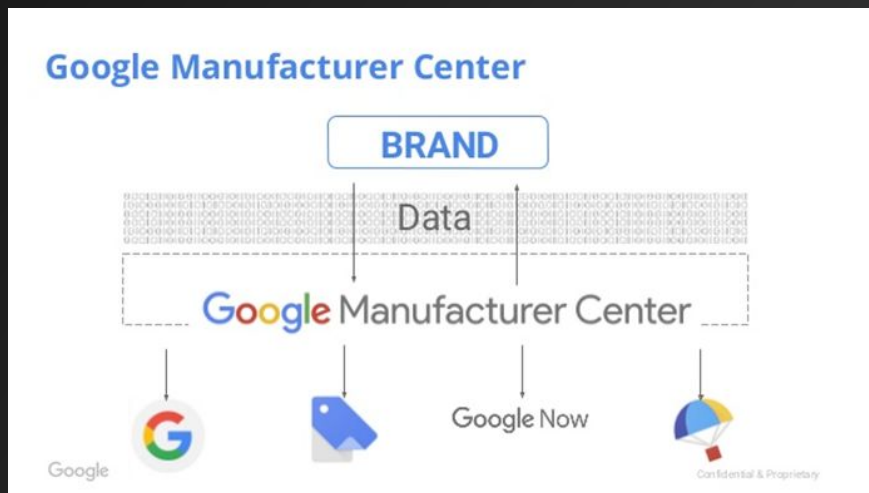 Google Manufacturer Center
BRAND
Data
Google Manufacturer Center
G
Google Now
Google
Confidential & Proprietary